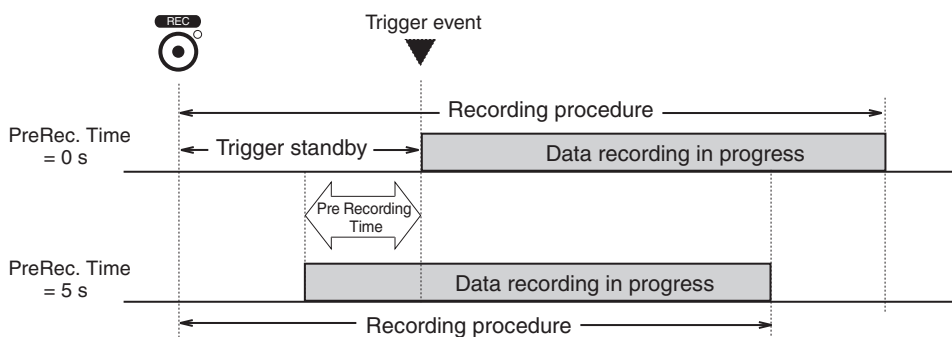 REC
Trigger event
Recording procedure
PreRec. Time
= 0 s
Trigger standby
Data recording in progress
Pre Recording
Time
PreRec. Time
= 5 s
Data recording in progress
Recording procedure